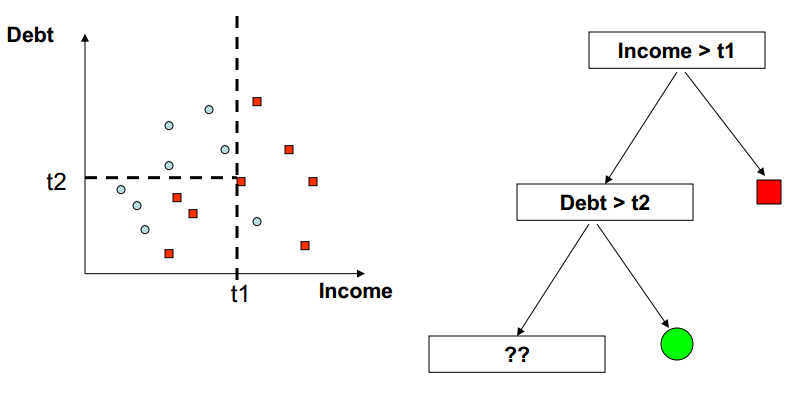 Debt
t2
t1
Income
Income > t1
Debt > t2
??